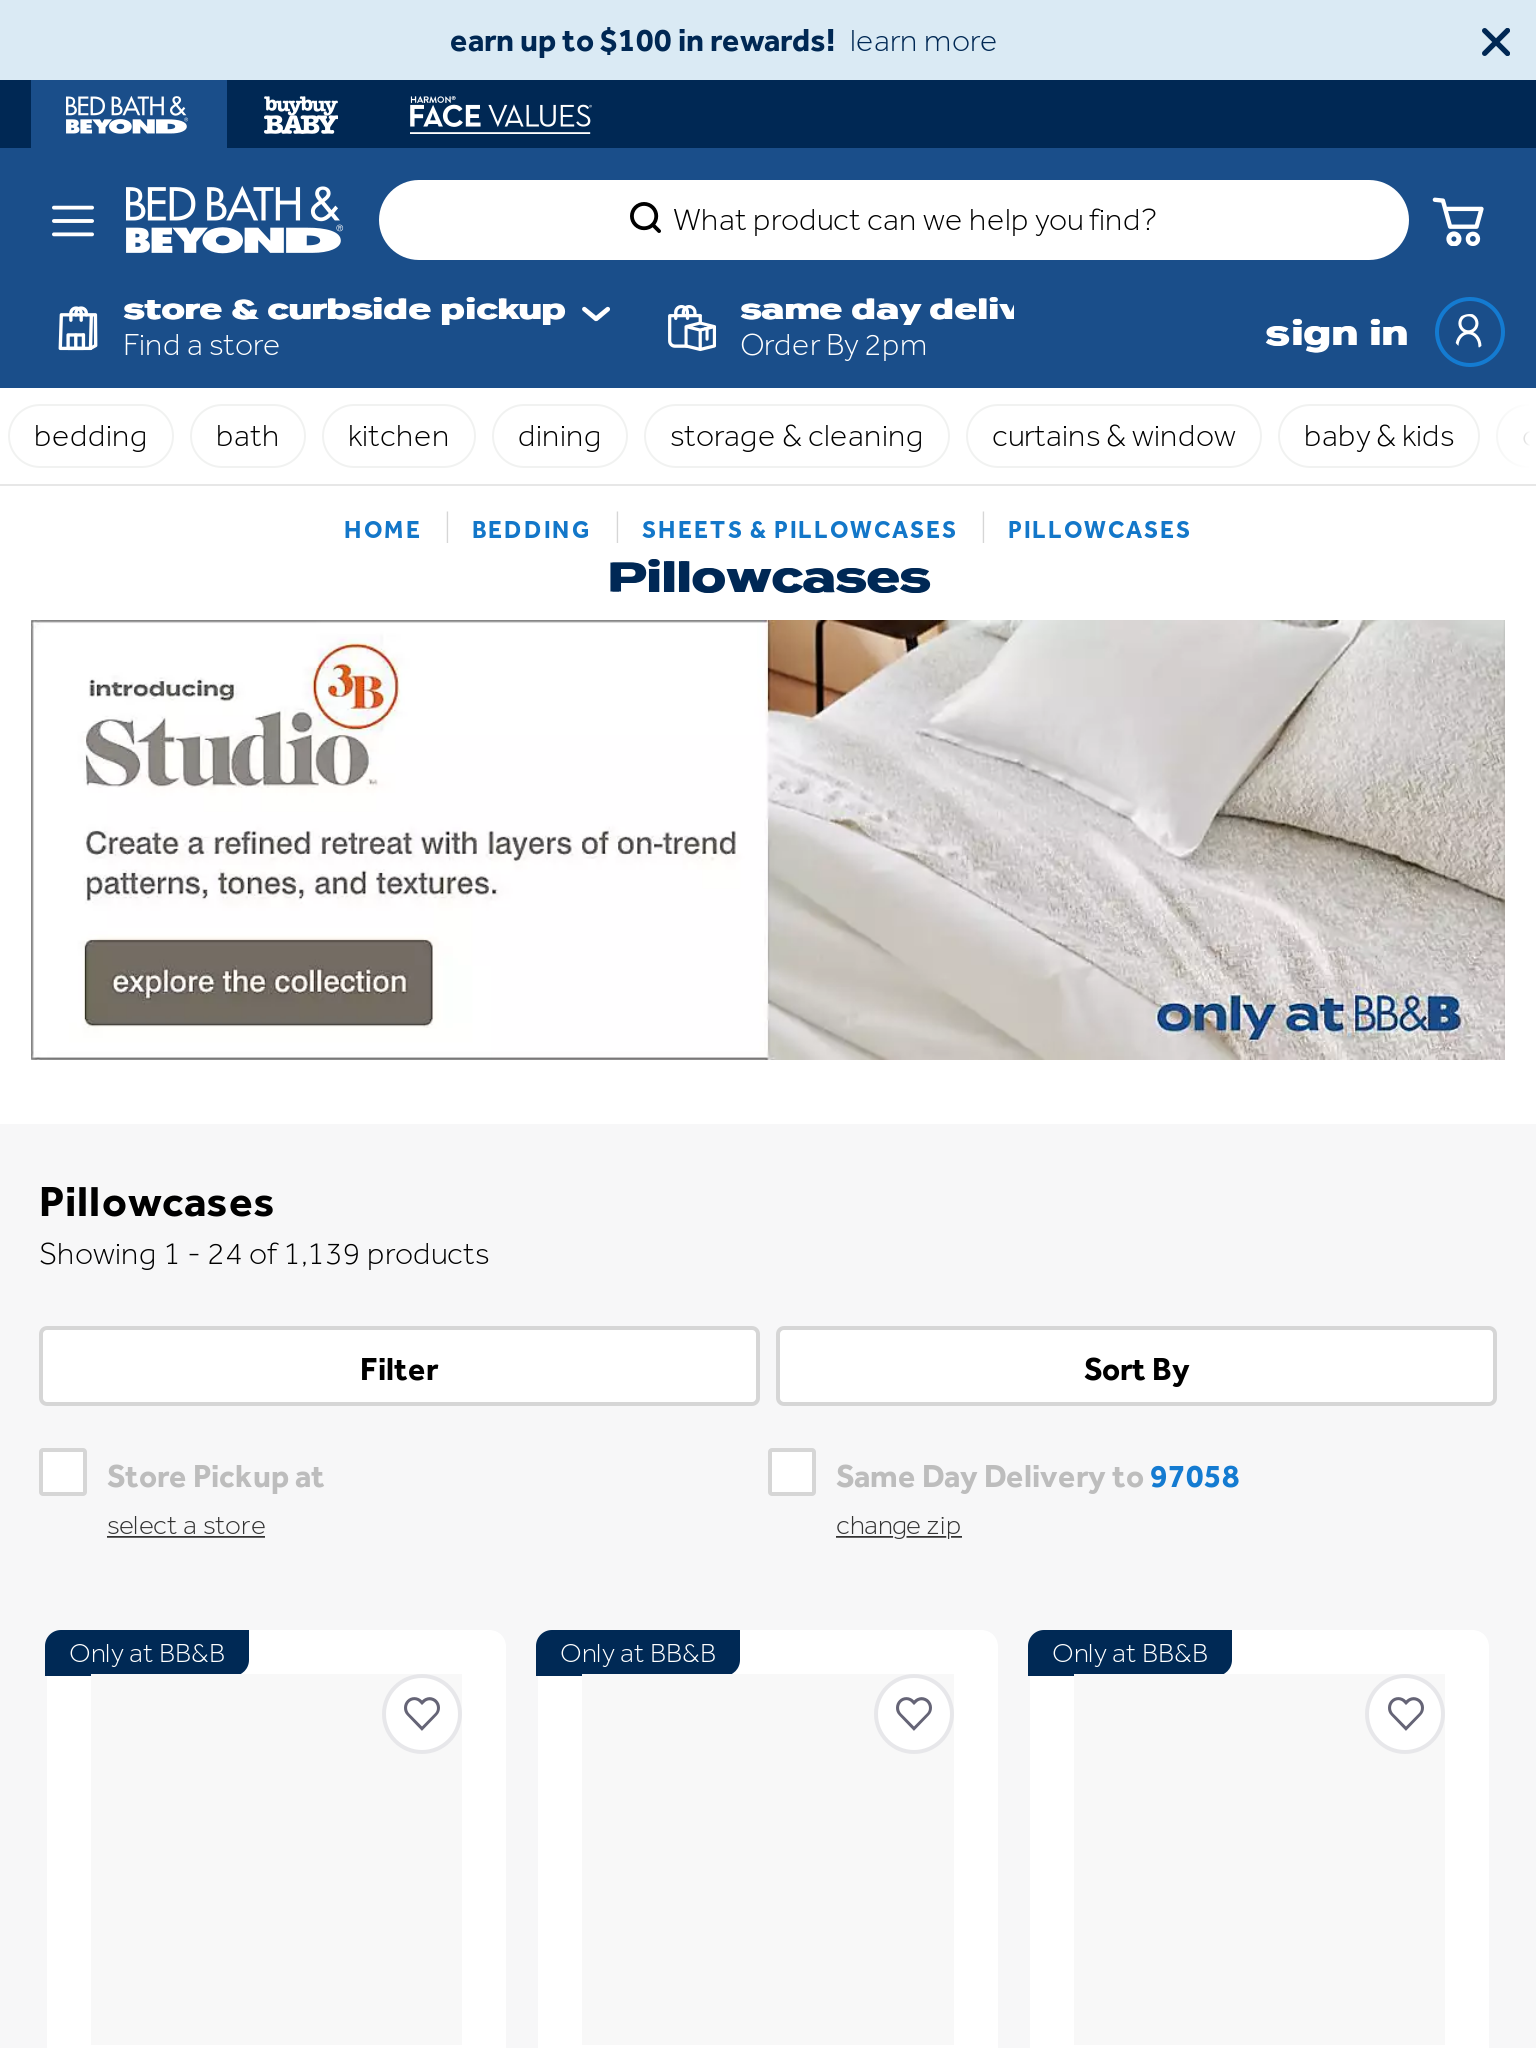 earn up to $100 in rewards! learn more
BED BATH &
BEYOND
buybuy
BABY
HARMON®
FACE VALUES
BED BATH &
BEYOND®
What product can we help you find?
store & curbside pickup
Find a store
same day deliv
Order By 2pm
sign in
bedding
bath
kitchen
dining
storage & cleaning
curtains & window
baby & kids
HOME
BEDDING
SHEETS & PILLOWCASES
PILLOWCASES
Pillowcases
introducing
Studio 3B
Create a refined retreat with layers of on-trend
patterns, tones, and textures.
explore the collection
only at BB&B
Pillowcases
Showing 1 - 24 of 1,139 products
Filter
Sort By
Store Pickup at
select a store
Same Day Delivery to 97058
change zip
Only at BB&B
Only at BB&B
Only at BB&B